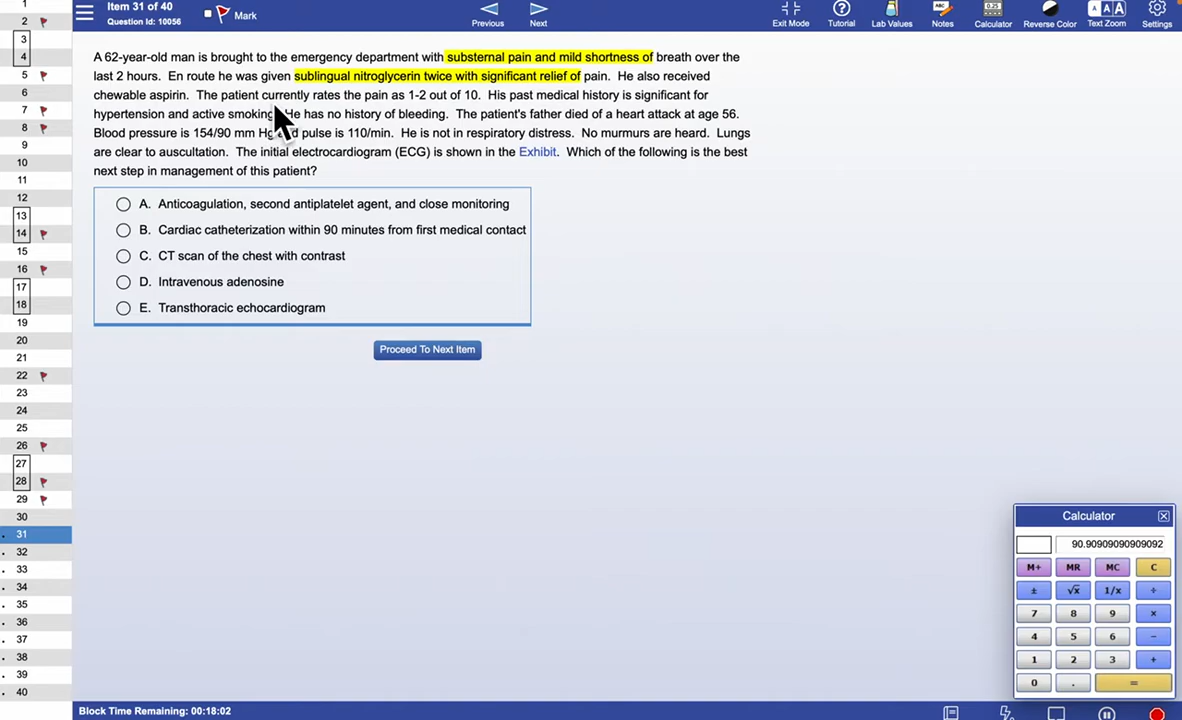 Item 31 of 40
Question Id: 10056
Mark
Previous
Next
Exit Mode
Tutorial
Lab Values
Notes
Calculator
Reverse Color
Text Zoom
Settings
1
2
3
4
5
6
7
8
9
10
11
12
13
14
15
16
17
18
19
20
21
22
23
24
25
26
27
28
29
30
31
32
33
34
35
36
37
38
39
40
A 62-year-old man is brought to the emergency department with substernal pain and mild shortness of breath over the
last 2 hours. En route he was given sublingual nitroglycerin twice with significant relief of pain. He also received
chewable aspirin. The patient currently rates the pain as 1-2 out of 10. His past medical history is significant for
hypertension and active smoking. He has no history of bleeding. The patient's father died of a heart attack at age 56.
Blood pressure is 154/90 mm Hg and pulse is 110/min. He is not in respiratory distress. No murmurs are heard. Lungs
are clear to auscultation. The initial electrocardiogram (ECG) is shown in the Exhibit. Which of the following is the best
next step in management of this patient?
A. Anticoagulation, second antiplatelet agent, and close monitoring
B. Cardiac catheterization within 90 minutes from first medical contact
C. CT scan of the chest with contrast
D. Intravenous adenosine
E. Transthoracic echocardiogram
Proceed To Next Item
Calculator
90.90909090909092
M+ MR MC C
± √x 1/x ÷
7 8 9 ×
4 5 6 −
1 2 3 +
0 . =
Block Time Remaining: 00:18:02